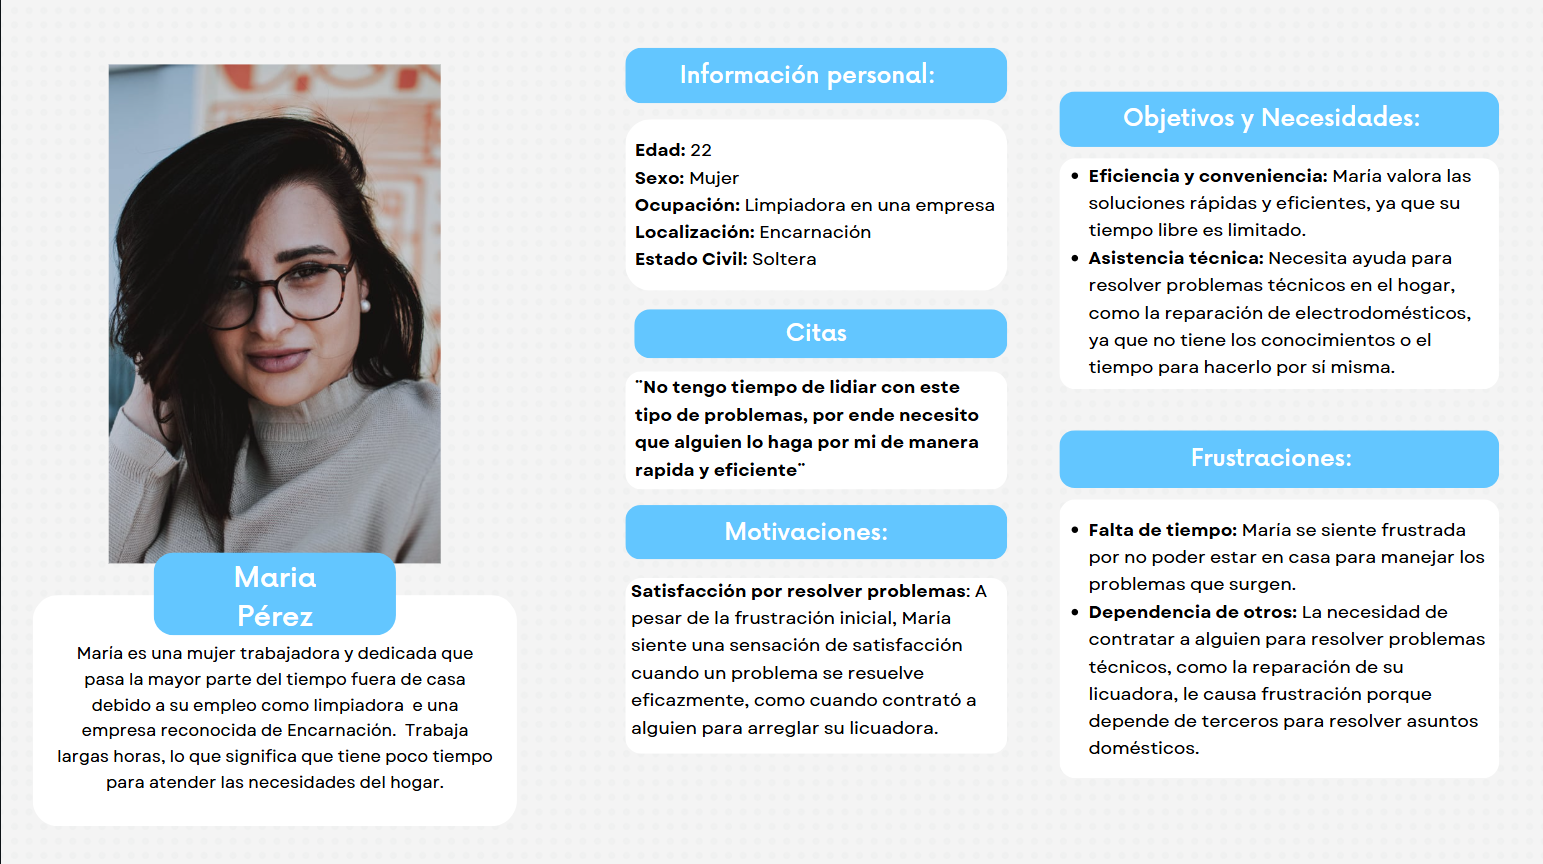 Maria
Pérez
María es una mujer trabajadora y dedicada que
pasa la mayor parte del tiempo fuera de casa
debido a su empleo como limpiadora  e una
empresa reconocida de Encarnación.  Trabaja
largas horas, lo que significa que tiene poco tiempo
para atender las necesidades del hogar.
Información personal:
Edad: 22
Sexo: Mujer
Ocupación: Limpiadora en una empresa
Localización: Encarnación
Estado Civil: Soltera
Citas
¨No tengo tiempo de lidiar con este
tipo de problemas, por ende necesito
que alguien lo haga por mi de manera
rapida y eficiente¨
Motivaciones:
Satisfacción por resolver problemas: A
pesar de la frustración inicial, María
siente una sensación de satisfacción
cuando un problema se resuelve
eficazmente, como cuando contrató a
alguien para arreglar su licuadora.
Objetivos y Necesidades:
• Eficiencia y conveniencia: María valora las
soluciones rápidas y eficientes, ya que su
tiempo libre es limitado.
• Asistencia técnica: Necesita ayuda para
resolver problemas técnicos en el hogar,
como la reparación de electrodomésticos,
ya que no tiene los conocimientos o el
tiempo para hacerlo por sí misma.
Frustraciones:
• Falta de tiempo: María se siente frustrada
por no poder estar en casa para manejar los
problemas que surgen.
• Dependencia de otros: La necesidad de
contratar a alguien para resolver problemas
técnicos, como la reparación de su
licuadora, le causa frustración porque
depende de terceros para resolver asuntos
domésticos.